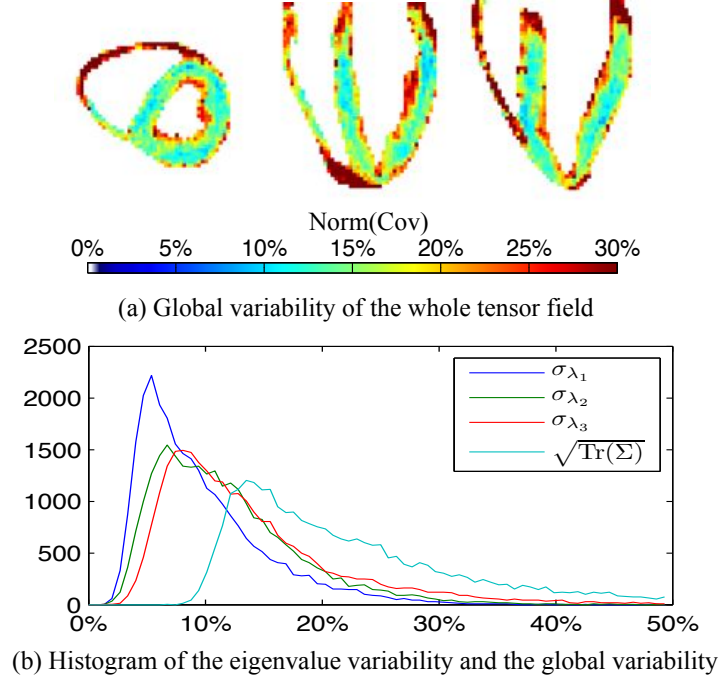 Norm(Cov)
0% 5% 10% 15% 20% 25% 30%
(a) Global variability of the whole tensor field
2500
2000
1500
1000
500
0
σλ₁
σλ₂
σλ₃
√Tr(Σ)
0% 10% 20% 30% 40% 50%
(b) Histogram of the eigenvalue variability and the global variability